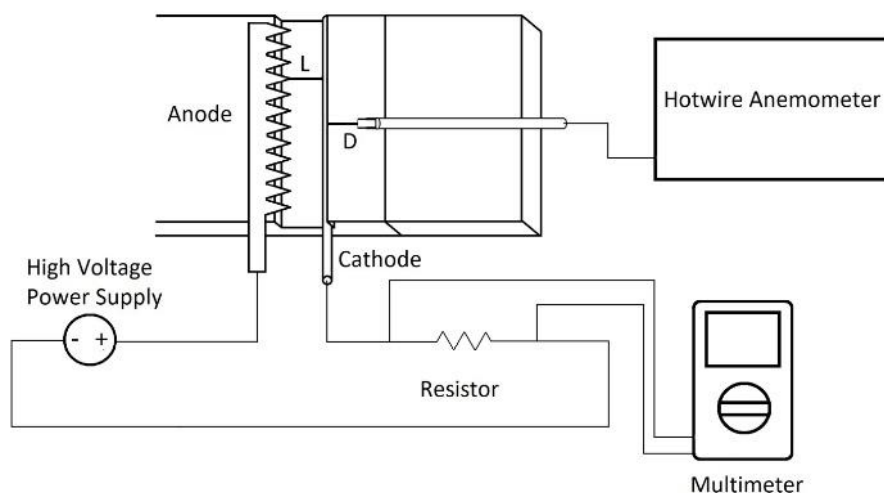 L
Anode
Hotwire Anemometer
D
Cathode
High Voltage
Power Supply
- +
Resistor
Multimeter